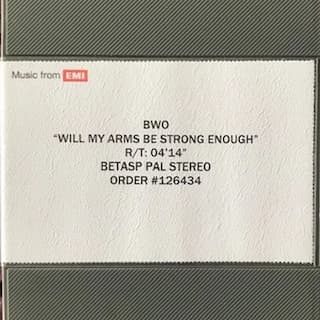 Music from EMI
BWO
"WILL MY ARMS BE STRONG ENOUGH"
R/T: 04'14"
BETASP PAL STEREO
ORDER #126434